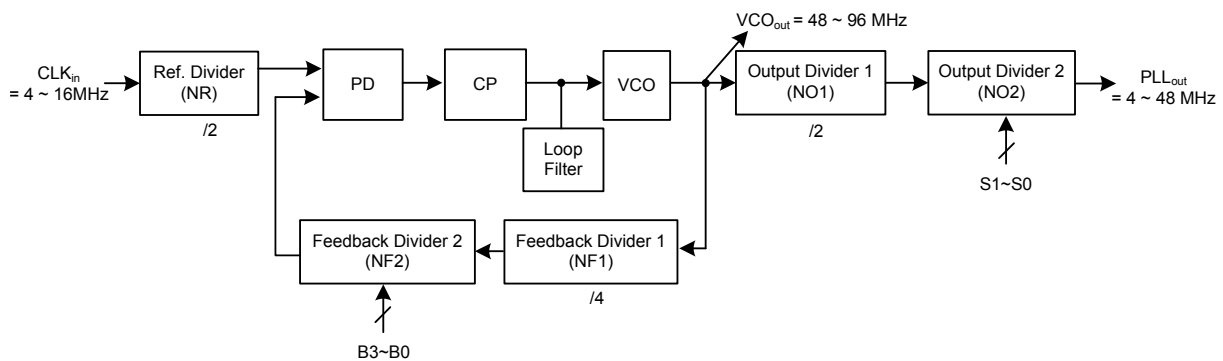 VCOout = 48 ~ 96 MHz
CLKin
= 4 ~ 16MHz
Ref. Divider
(NR)
/2
PD
CP
VCO
Loop
Filter
Output Divider 1
(NO1)
/2
Output Divider 2
(NO2)
PLLout
= 4 ~ 48 MHz
S1~S0
Feedback Divider 2
(NF2)
Feedback Divider 1
(NF1)
/4
B3~B0